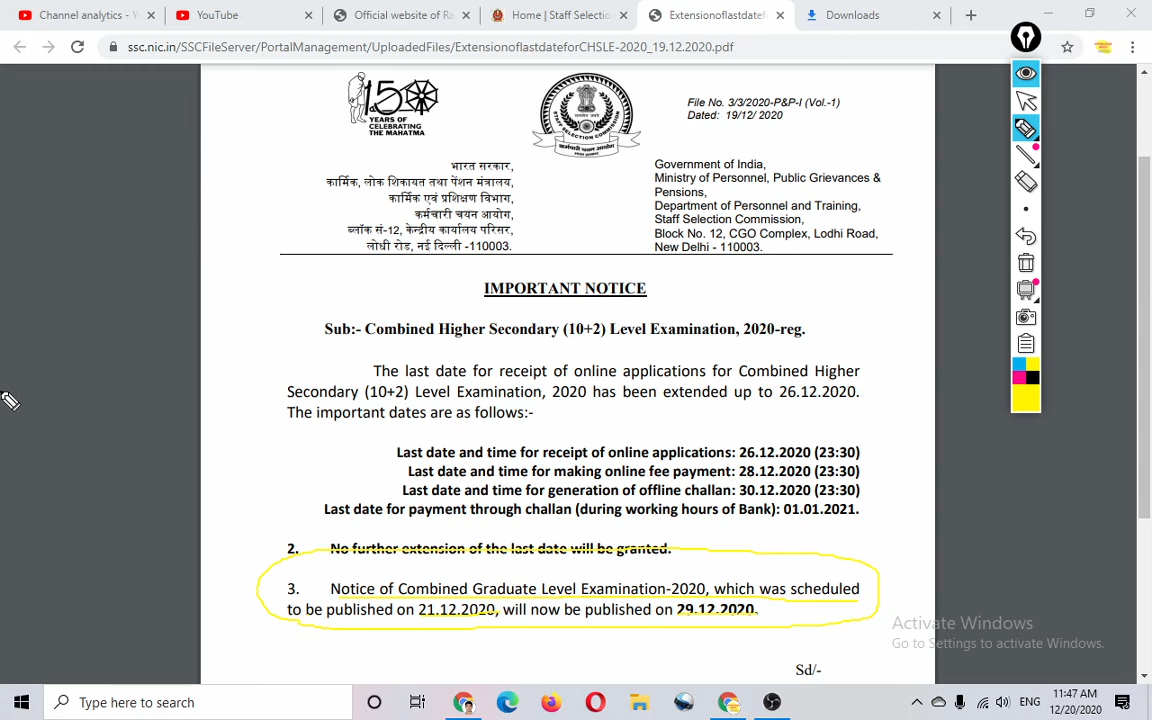 Channel analytics - Y
YouTube
Official website of Ra
Home | Staff Selectio
Extensionoflastdatef
Downloads
ssc.nic.in/SSCFileServer/PortalManagement/UploadedFiles/ExtensionoflastdateforCHSLE-2020_19.12.2020.pdf
150
YEARS OF
CELEBRATING
THE MAHATMA
STAFF SELECTION COMMISSION
कर्मचारी चयन आयोग
File No. 3/3/2020-P&P-I (Vol.-1)
Dated: 19/12/ 2020
भारत सरकार,
कार्मिक, लोक शिकायत तथा पेंशन मंत्रालय,
कार्मिक एवं प्रशिक्षण विभाग,
कर्मचारी चयन आयोग,
ब्लॉक सं-12, केन्द्रीय कार्यालय परिसर,
लोधी रोड, नई दिल्ली -110003.
Government of India,
Ministry of Personnel, Public Grievances &
Pensions,
Department of Personnel and Training,
Staff Selection Commission,
Block No. 12, CGO Complex, Lodhi Road,
New Delhi - 110003.
IMPORTANT NOTICE
Sub:- Combined Higher Secondary (10+2) Level Examination, 2020-reg.
The last date for receipt of online applications for Combined Higher
Secondary (10+2) Level Examination, 2020 has been extended up to 26.12.2020.
The important dates are as follows:-
Last date and time for receipt of online applications: 26.12.2020 (23:30)
Last date and time for making online fee payment: 28.12.2020 (23:30)
Last date and time for generation of offline challan: 30.12.2020 (23:30)
Last date for payment through challan (during working hours of Bank): 01.01.2021.
2. No further extension of the last date will be granted.
3. Notice of Combined Graduate Level Examination-2020, which was scheduled
to be published on 21.12.2020, will now be published on 29.12.2020.
Sd/-
Activate Windows
Go to Settings to activate Windows.
Type here to search
ENG
11:47 AM
12/20/2020